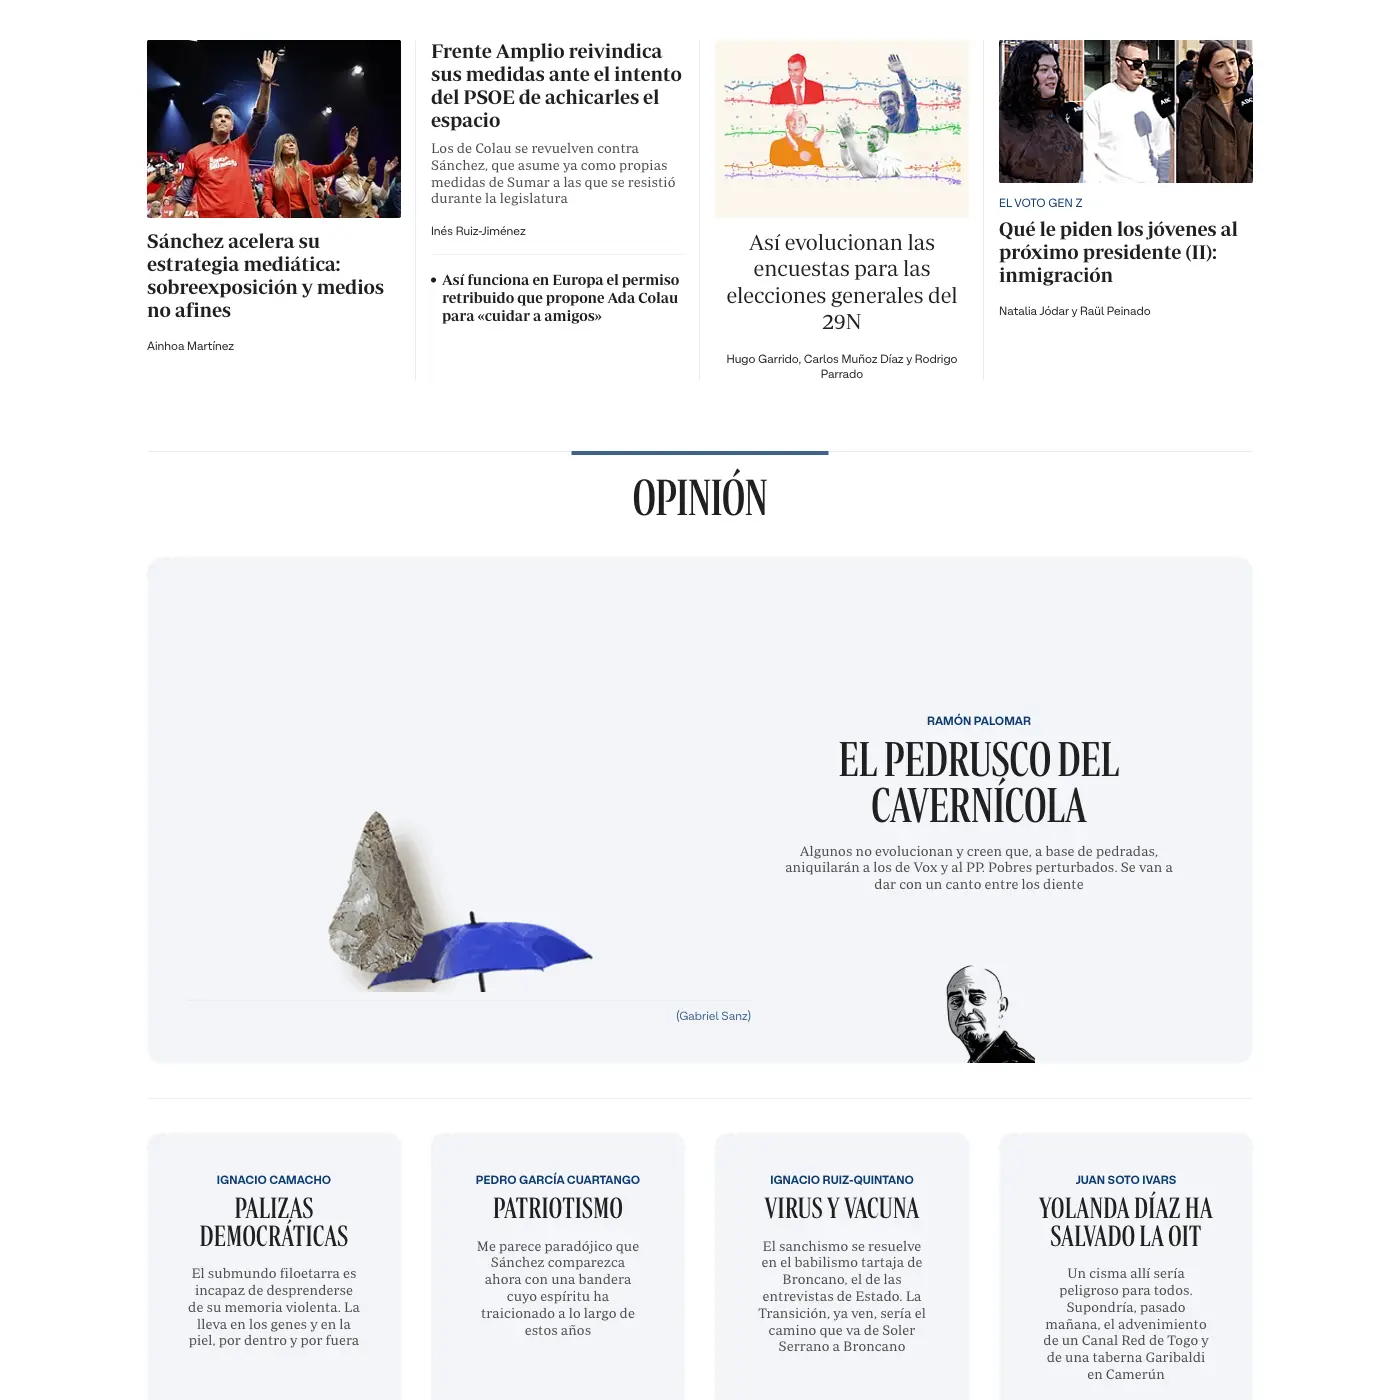 Sánchez acelera su
estrategia mediática:
sobreexposición y medios
no afines
Ainhoa Martínez
Frente Amplio reivindica
sus medidas ante el intento
del PSOE de achicarles el
espacio
Los de Colau se revuelven contra
Sánchez, que asume ya como propias
medidas de Sumar a las que se resistió
durante la legislatura
Inés Ruiz-Jiménez
Así funciona en Europa el permiso
retribuido que propone Ada Colau
para «cuidar a amigos»
Así evolucionan las
encuestas para las
elecciones generales del
29N
Hugo Garrido, Carlos Muñoz Díaz y Rodrigo
Parrado
ABC
ABC
EL VOTO GEN Z
Qué le piden los jóvenes al
próximo presidente (II):
inmigración
Natalia Jódar y Raül Peinado
OPINIÓN
RAMÓN PALOMAR
EL PEDRUSCO DEL
CAVERNÍCOLA
Algunos no evolucionan y creen que, a base de pedradas,
aniquilarán a los de Vox y al PP. Pobres perturbados. Se van a
dar con un canto entre los diente
(Gabriel Sanz)
IGNACIO CAMACHO
PALIZAS
DEMOCRÁTICAS
El submundo filoetarra es
incapaz de desprenderse
de su memoria violenta. La
lleva en los genes y en la
piel, por dentro y por fuera
PEDRO GARCÍA CUARTANGO
PATRIOTISMO
Me parece paradójico que
Sánchez comparezca
ahora con una bandera
cuyo espíritu ha
traicionado a lo largo de
estos años
IGNACIO RUIZ-QUINTANO
VIRUS Y VACUNA
El sanchismo se resuelve
en el babilismo tartaja de
Broncano, el de las
entrevistas de Estado. La
Transición, ya ven, sería el
camino que va de Soler
Serrano a Broncano
JUAN SOTO IVARS
YOLANDA DÍAZ HA
SALVADO LA OIT
Un cisma allí sería
peligroso para todos.
Supondría, pasado
mañana, el advenimiento
de un Canal Red de Togo y
de una taberna Garibaldi
en Camerún